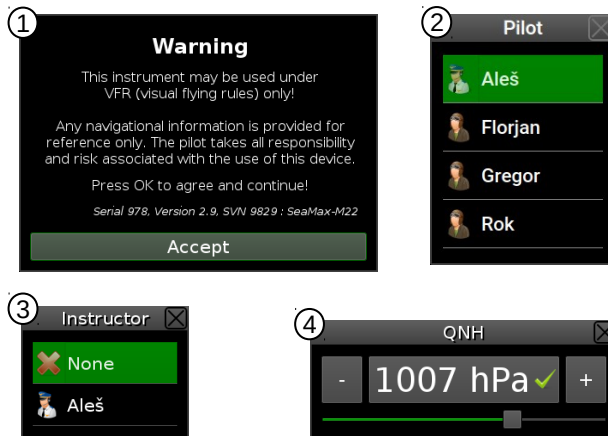 1
Warning
This instrument may be used under
VFR (visual flying rules) only!
Any navigational information is provided for
reference only. The pilot takes all responsibility
and risk associated with the use of this device.
Press OK to agree and continue!
Serial 978, Version 2.9, SVN 9829 : SeaMax-M22
Accept
2
Pilot
Aleš
Florjan
Gregor
Rok
3
Instructor
None
Aleš
4
QNH
- 1007 hPa +